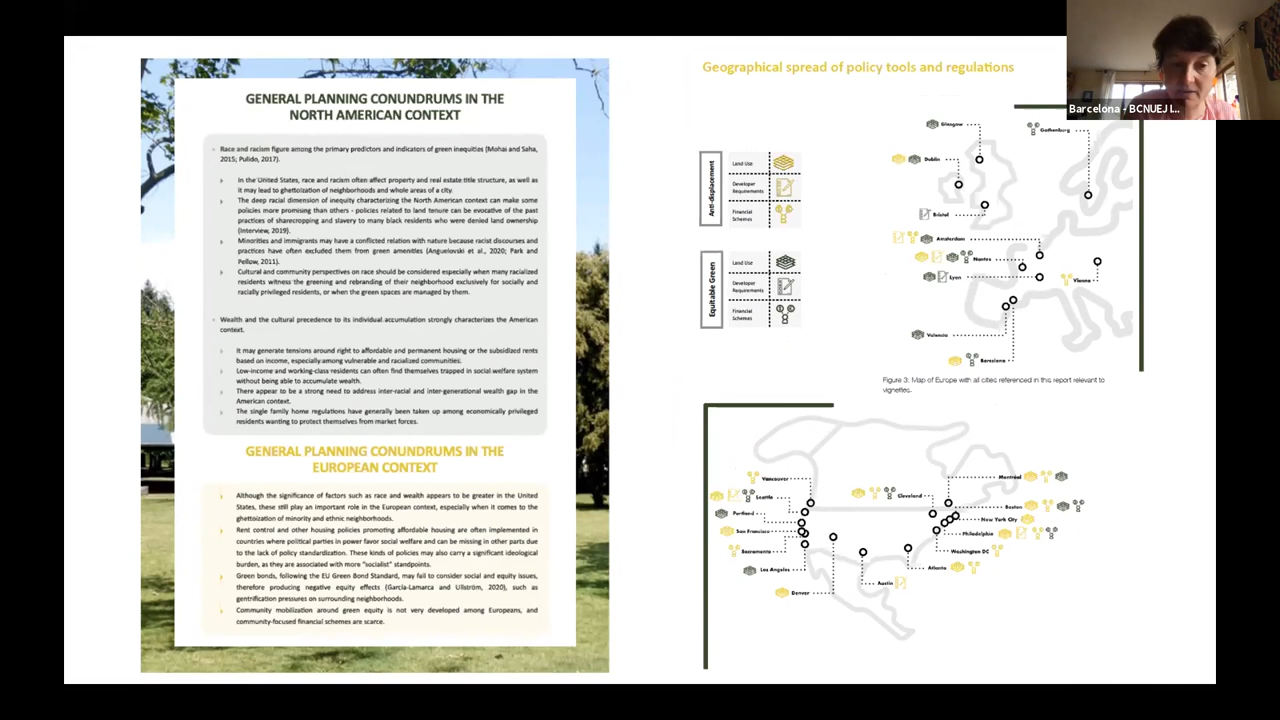 GENERAL PLANNING CONUNDRUMS IN THE
NORTH AMERICAN CONTEXT
Race and racism figure among the primary predictors and indicators of green inequities (Mohai and Saha,
2015; Pulido, 2017).
In the United States, race and racism often affect property and real estate title structure, as well as
it may lead to ghettoization of neighborhoods and whole areas of a city.
The deep racial dimension of inequity characterizing the North American context can make some
policies more promising than others - policies related to land tenure can be evocative of the past
practices of sharecropping and slavery to many black residents who were denied land ownership
(Interview, 2019).
Minorities and immigrants may have a conflicted relation with nature because racist discourses and
practices have often excluded them from green amenities (Anguelovski et al., 2020; Park and
Pellow, 2011).
Cultural and community perspectives on race should be considered especially when many racialized
residents witness the greening and rebranding of their neighborhood exclusively for socially and
racially privileged residents, or when the green spaces are managed by them.
Wealth and the cultural precedence to its individual accumulation strongly characterizes the American
context.
It may generate tensions around right to affordable and permanent housing or the subsidized rents
based on income, especially among vulnerable and racialized communities.
Low-income and working-class residents can often find themselves trapped in social welfare system
without being able to accumulate wealth.
There appear to be a strong need to address inter-racial and inter-generational wealth gap in the
American context.
The single family home regulations have generally been taken up among economically privileged
residents wanting to protect themselves from market forces.
GENERAL PLANNING CONUNDRUMS IN THE
EUROPEAN CONTEXT
Although the significance of factors such as race and wealth appears to be greater in the United
States, these still play an important role in the European context, especially when it comes to the
ghettoization of minority and ethnic neighborhoods.
Rent control and other housing policies promoting affordable housing are often implemented in
countries where political parties in power favor social welfare and can be missing in other parts due
to the lack of policy standardization. These kinds of policies may also carry a significant ideological
burden, as they are associated with more "socialist" standpoints.
Green bonds, following the EU Green Bond Standard, may fail to consider social and equity issues,
therefore producing negative equity effects (García-Lamarca and Ullström, 2020), such as
gentrification pressures on surrounding neighborhoods.
Community mobilization around green equity is not very developed among Europeans, and
community-focused financial schemes are scarce.
Geographical spread of policy tools and regulations
Barcelona - BCNUEJ I...
Anti-displacement
Land Use
Developer
Requirements
Financial
Schemes
Equitable Green
Land Use
Developer
Requirements
Financial
Schemes
Glasgow
Gothenburg
Dublin
Bristol
Amsterdam
Nantes
Lyon
Vienna
Valencia
Barcelona
Figure 3: Map of Europe with all cities referenced in this report relevant to
vignettes.
Vancouver
Seattle
Portland
San Francisco
Sacramento
Los Angeles
Denver
Cleveland
Montréal
Boston
New York City
Philadelphia
Washington DC
Atlanta
Austin